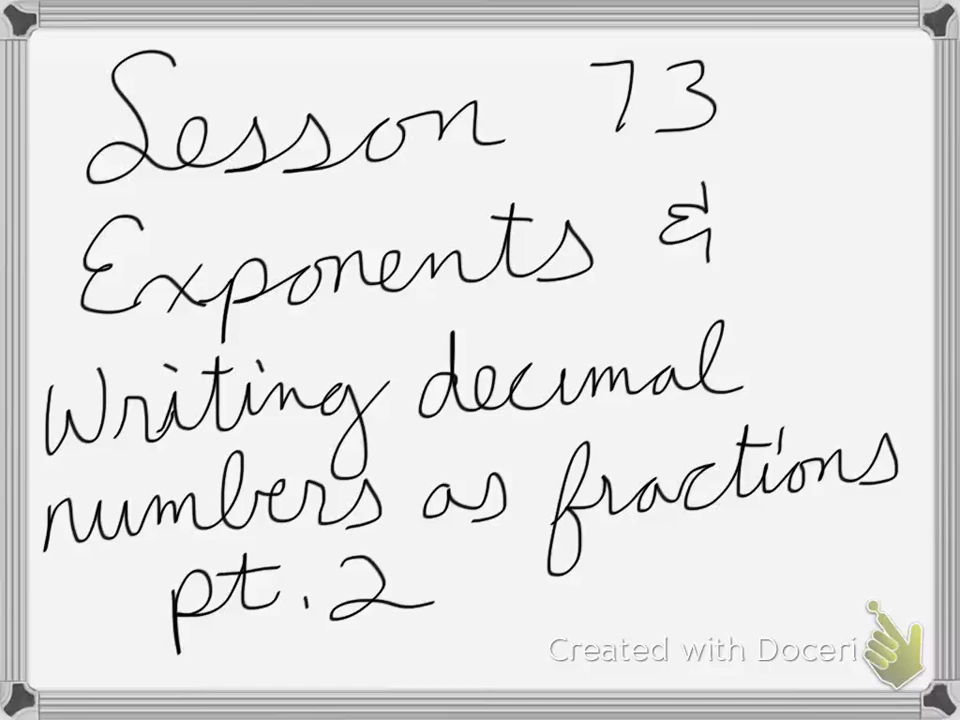 Lesson 73
Exponents &
Writing decimal
numbers as fractions
pt. 2
Created with Doceri